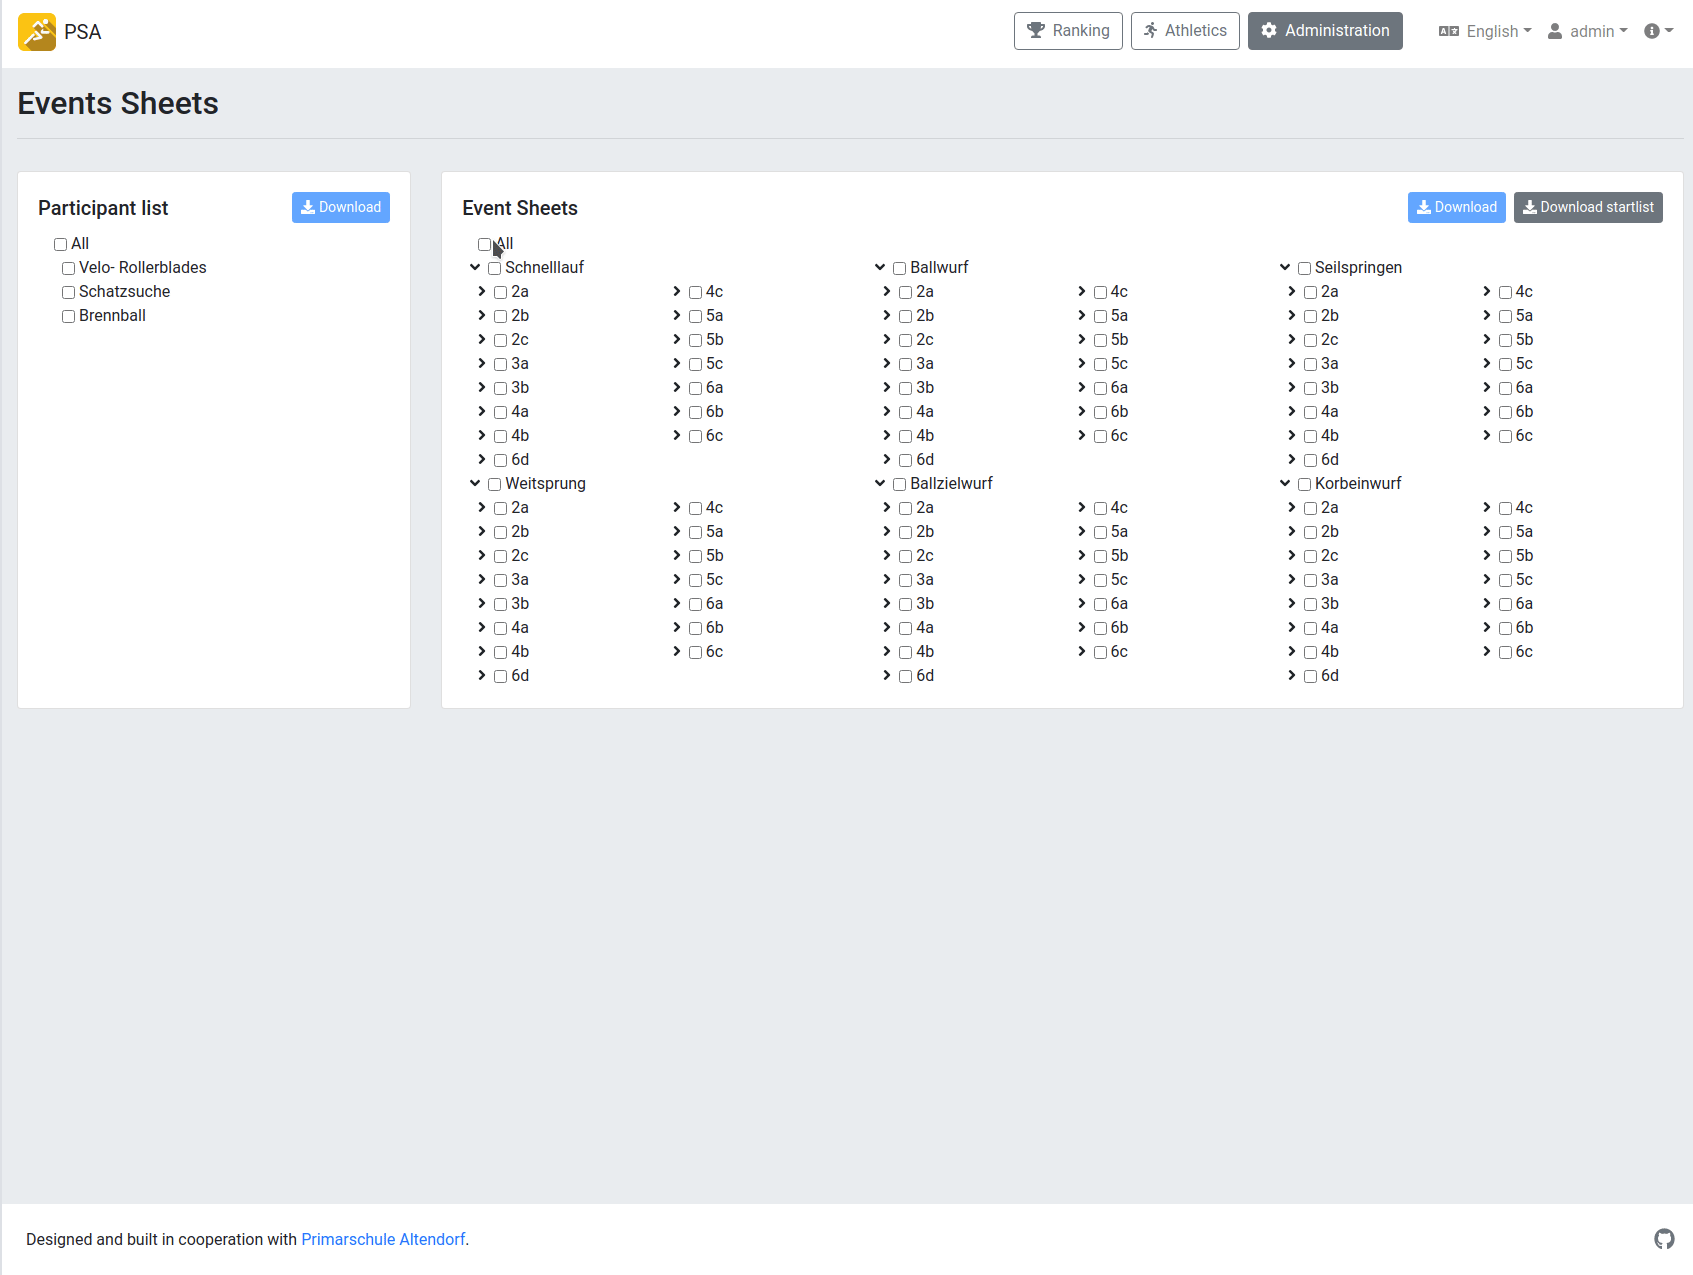 PSA
Ranking
Athletics
Administration
English
admin
Events Sheets
Participant list
Download
All
Velo- Rollerblades
Schatzsuche
Brennball
Event Sheets
Download
Download startlist
All
Schnelllauf
2a
4c
2b
5a
2c
5b
3a
5c
3b
6a
4a
6b
4b
6c
6d
Ballwurf
2a
4c
2b
5a
2c
5b
3a
5c
3b
6a
4a
6b
4b
6c
6d
Seilspringen
2a
4c
2b
5a
2c
5b
3a
5c
3b
6a
4a
6b
4b
6c
6d
Weitsprung
2a
4c
2b
5a
2c
5b
3a
5c
3b
6a
4a
6b
4b
6c
6d
Ballzielwurf
2a
4c
2b
5a
2c
5b
3a
5c
3b
6a
4a
6b
4b
6c
6d
Korbeinwurf
2a
4c
2b
5a
2c
5b
3a
5c
3b
6a
4a
6b
4b
6c
6d
Designed and built in cooperation with Primarschule Altendorf.